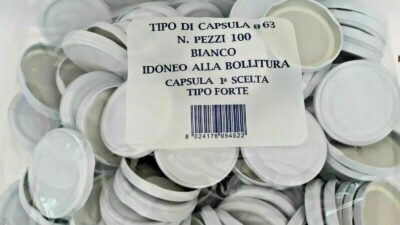 TIPO DI CAPSULA ø 63
N. PEZZI 100
BIANCO
IDONEO ALLA BOLLITURA
CAPSULA 1ª SCELTA
TIPO FORTE
8 024176 054522